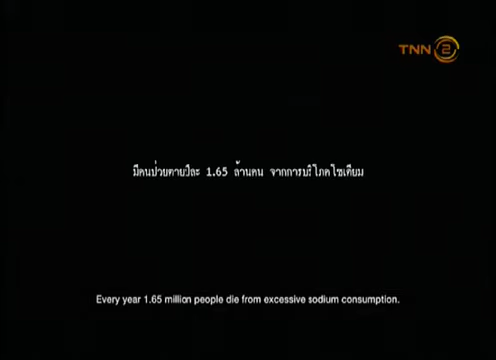 TNN 2
มีคนป่วยตายปีละ 1.65 ล้านคน จากการบริโภคโซเดียม
Every year 1.65 million people die from excessive sodium consumption.